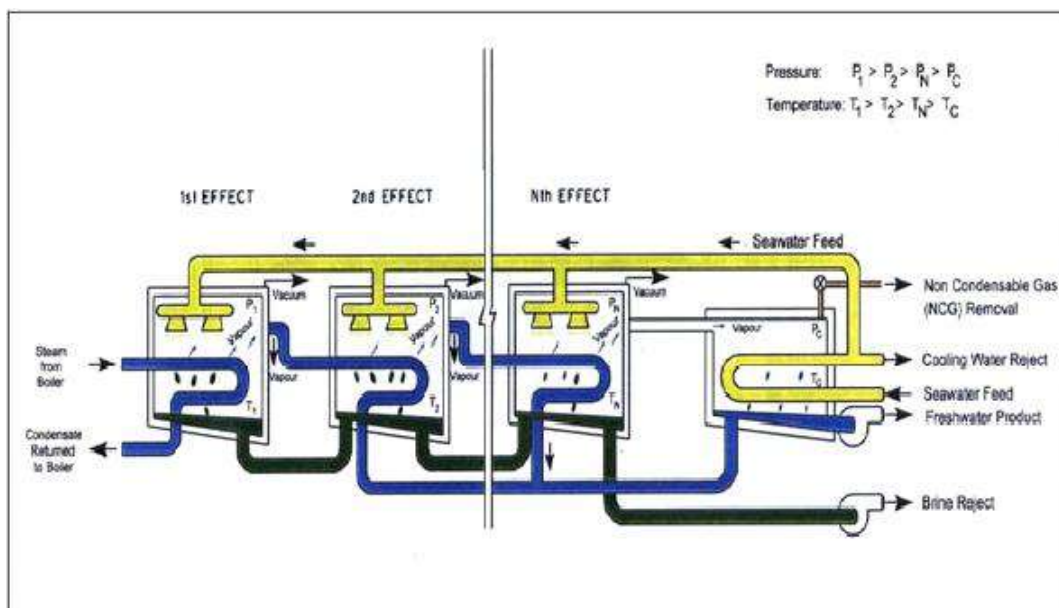 Pressure: P1 > P2 > PN > PC
Temperature: T1 > T2 > TN > TC
1st EFFECT
2nd EFFECT
Nth EFFECT
Seawater Feed
Vacuum
Vacuum
Vacuum
P1
P2
PN
PC
Vapour
Vapour
Vapour
Vapour
Non Condensable Gas
(NCG) Removal
Steam
from
Boiler
Vapour
Vapour
Cooling Water Reject
T1
T2
TN
TC
Seawater Feed
Freshwater Product
Condensate
Returned
to Boiler
Brine Reject